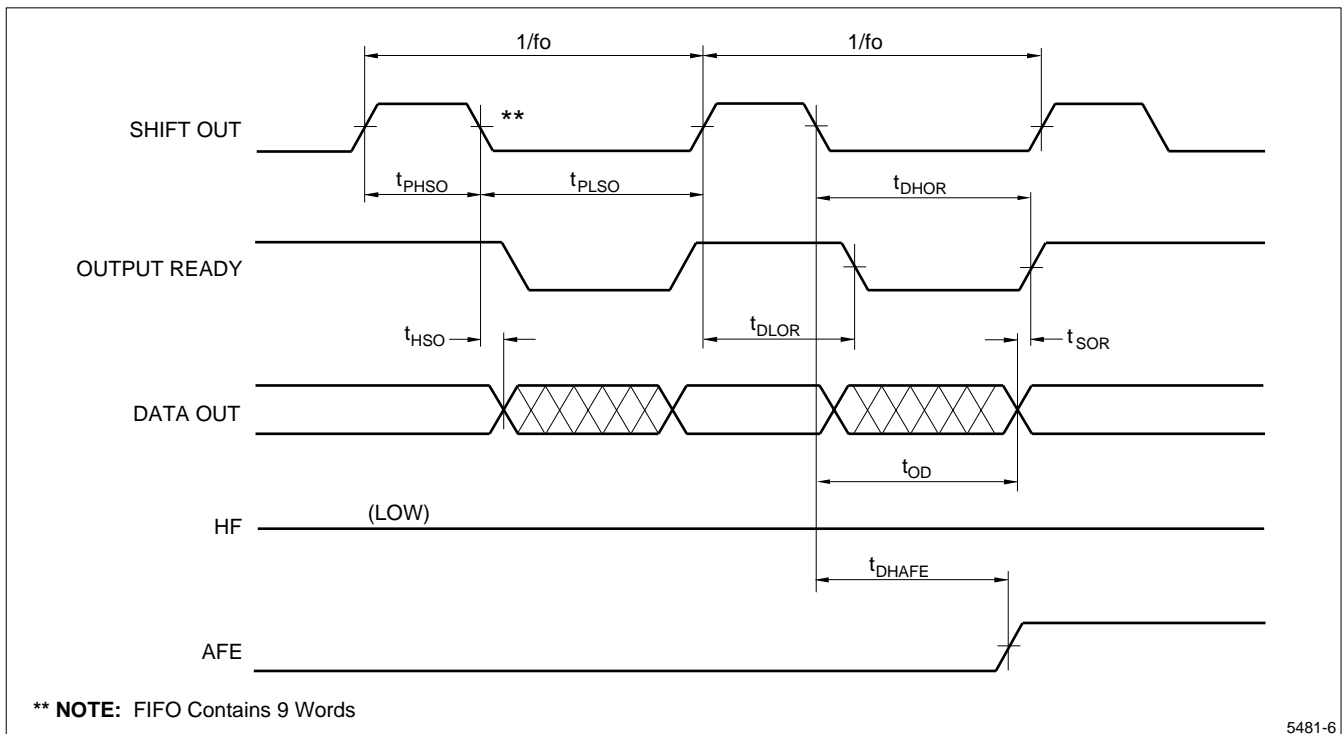 1/fo 1/fo
SHIFT OUT **
tPHSO tPLSO tDHOR
OUTPUT READY
tHSO tDLOR tSOR
DATA OUT
tOD
HF (LOW)
tDHAFE
AFE
** NOTE: FIFO Contains 9 Words
5481-6